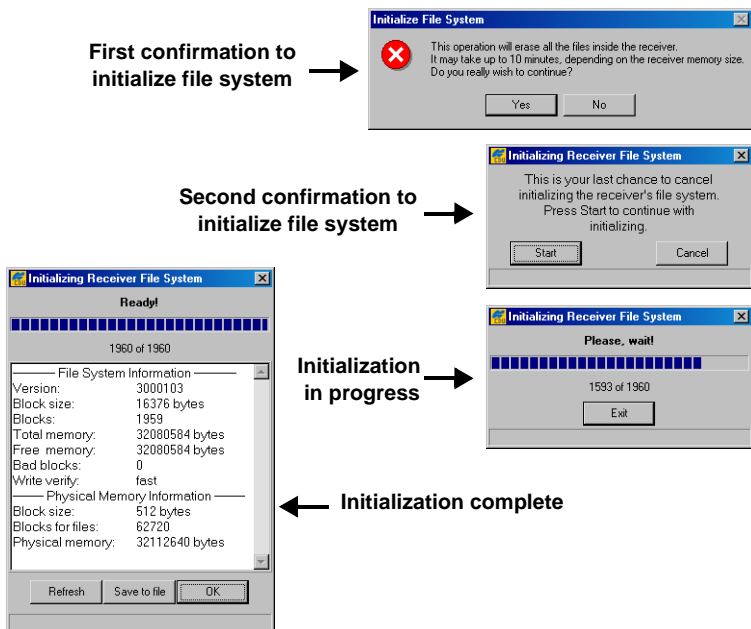 Initialize File System
First confirmation to
initialize file system
This operation will erase all the files inside the receiver.
It may take up to 10 minutes, depending on the receiver memory size.
Do you really wish to continue?
Yes No
Initializing Receiver File System
Second confirmation to
initialize file system
This is your last chance to cancel
initializing the receiver's file system.
Press Start to continue with
initializing.
Start Cancel
Initializing Receiver File System
Please, wait!
Initialization
in progress
1593 of 1960
Exit
Initializing Receiver File System
Ready!
1960 of 1960
File System Information
Version: 3000103
Block size: 16376 bytes
Blocks: 1959
Total memory: 32080584 bytes
Free memory: 32080584 bytes
Bad blocks: 0
Write verify: fast
Physical Memory Information
Block size: 512 bytes
Blocks for files: 62720
Physical memory: 32112640 bytes
Refresh Save to file OK
Initialization complete